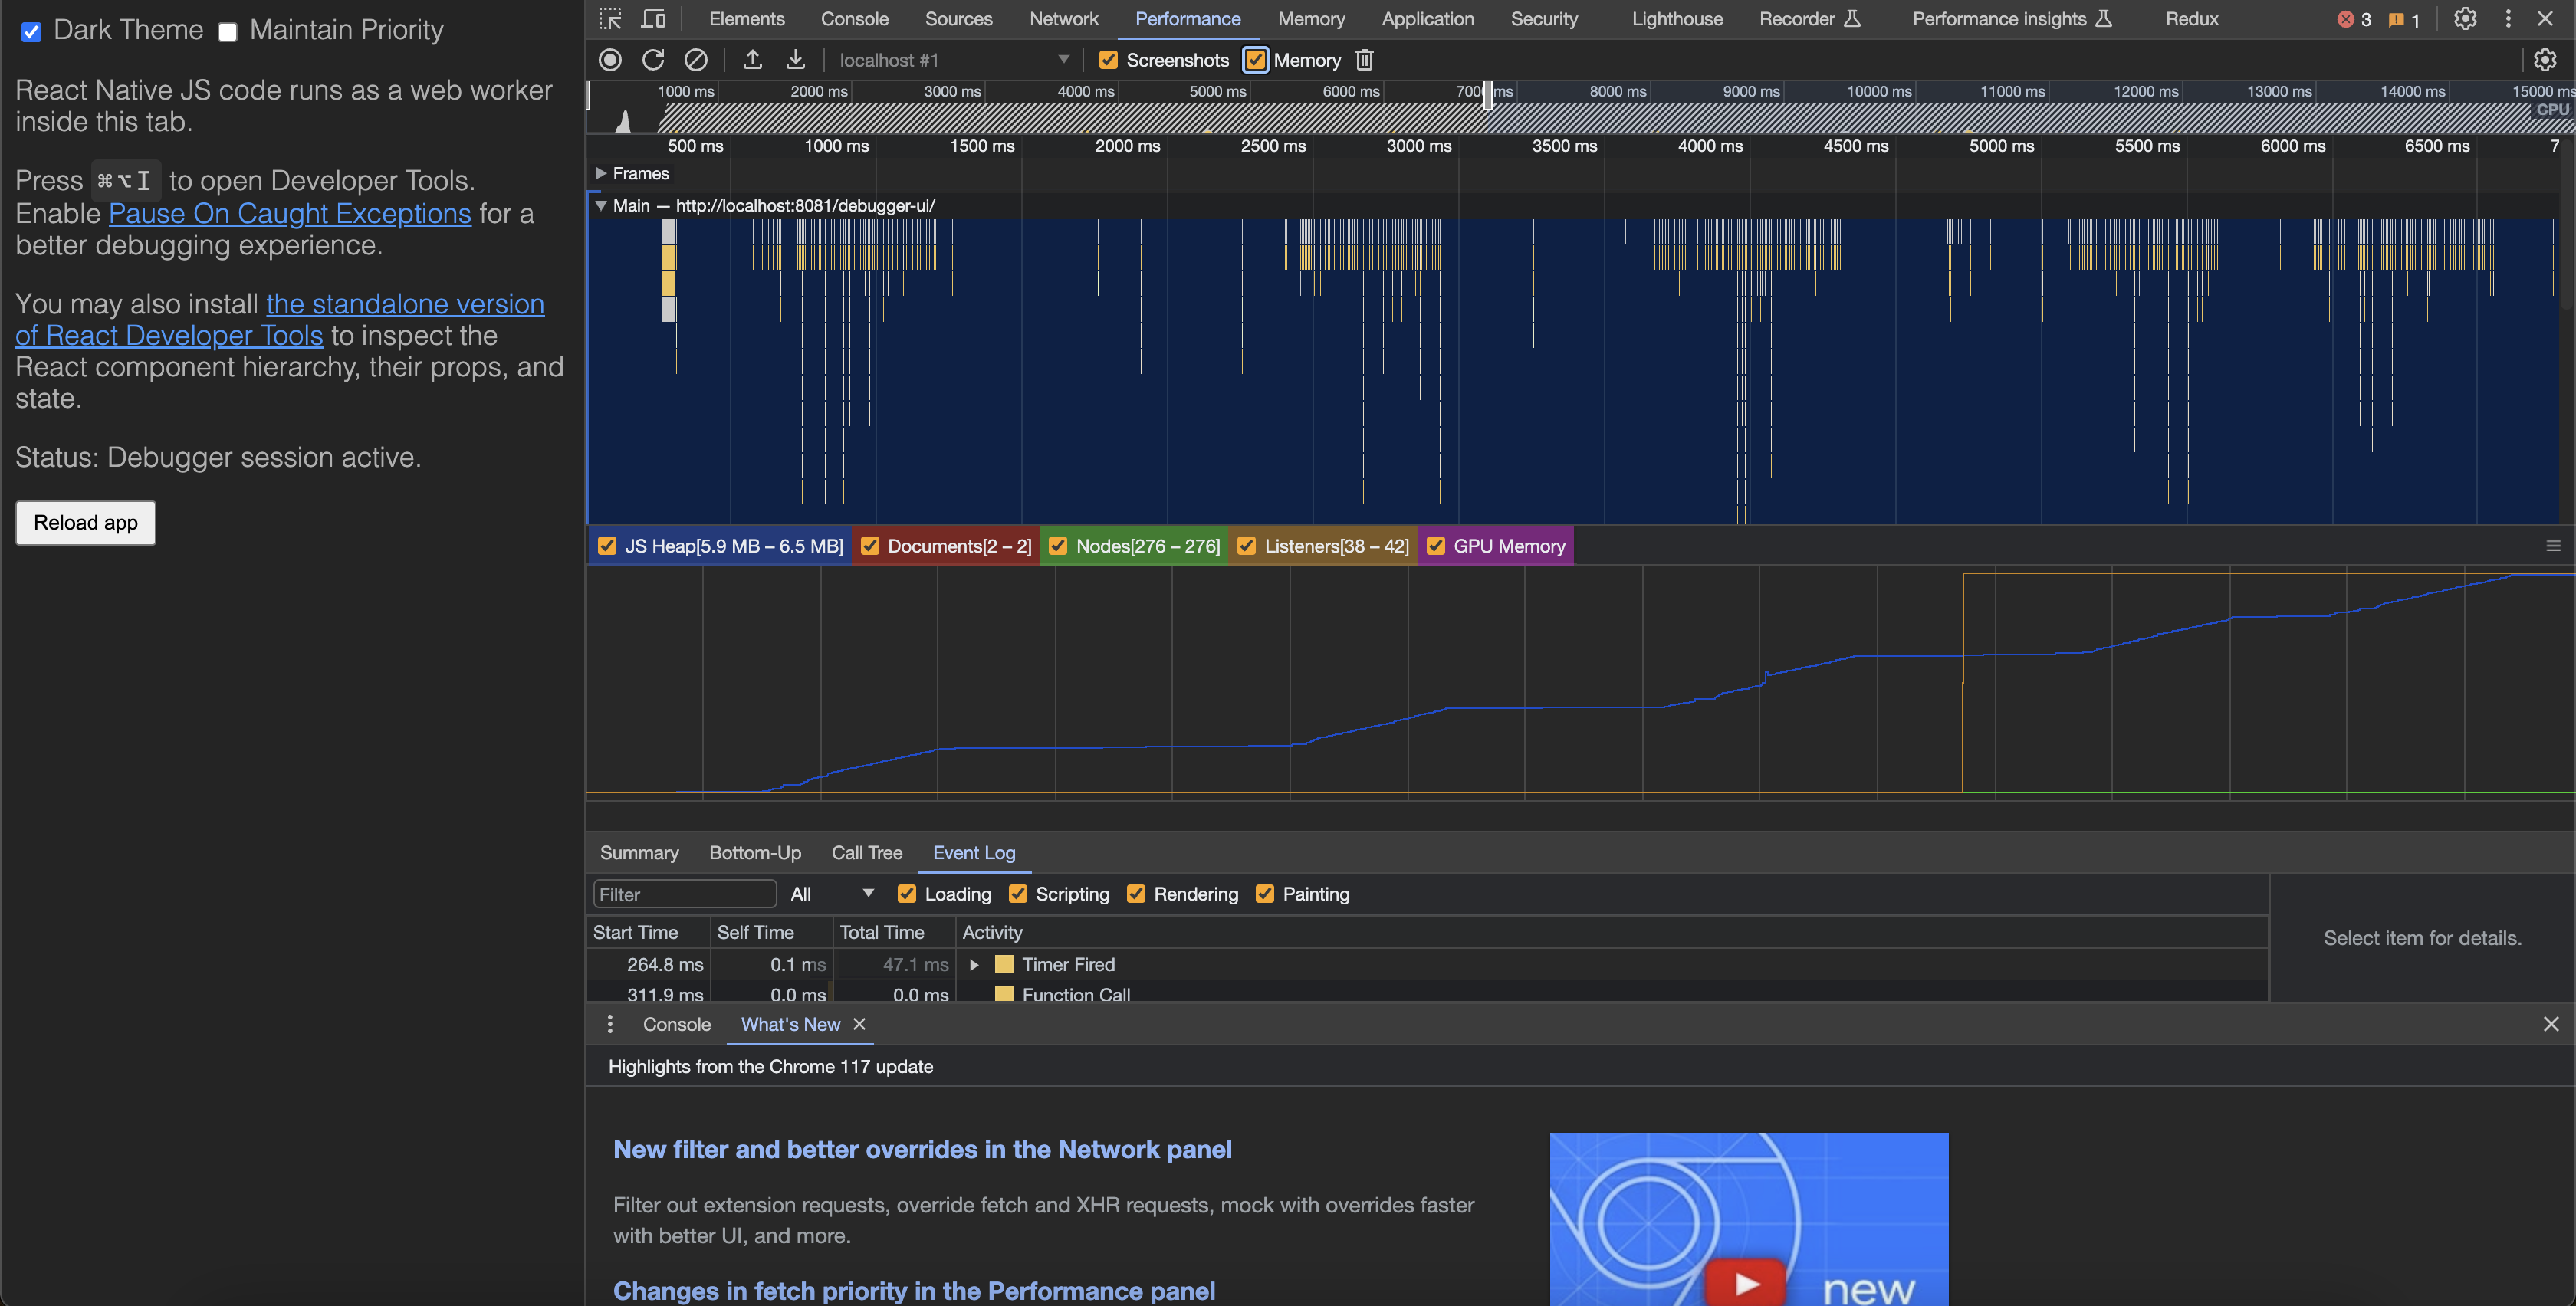 Dark Theme Maintain Priority
React Native JS code runs as a web worker
inside this tab.
Press ⌘⌥I to open Developer Tools.
Enable Pause On Caught Exceptions for a
better debugging experience.
You may also install the standalone version
of React Developer Tools to inspect the
React component hierarchy, their props, and
state.
Status: Debugger session active.
Reload app
Elements Console Sources Network Performance Memory Application Security Lighthouse Recorder Performance insights Redux 3 1
localhost #1 Screenshots Memory
1000 ms 2000 ms 3000 ms 4000 ms 5000 ms 6000 ms 7000 ms 8000 ms 9000 ms 10000 ms 11000 ms 12000 ms 13000 ms 14000 ms 15000 ms
CPU
500 ms 1000 ms 1500 ms 2000 ms 2500 ms 3000 ms 3500 ms 4000 ms 4500 ms 5000 ms 5500 ms 6000 ms 6500 ms 7
Frames
Main — http://localhost:8081/debugger-ui/
JS Heap[5.9 MB – 6.5 MB] Documents[2 – 2] Nodes[276 – 276] Listeners[38 – 42] GPU Memory
Summary Bottom-Up Call Tree Event Log
Filter All Loading Scripting Rendering Painting
Start Time Self Time Total Time Activity
264.8 ms 0.1 ms 47.1 ms Timer Fired
311.9 ms 0.0 ms 0.0 ms Function Call
Select item for details.
Console What's New
Highlights from the Chrome 117 update
New filter and better overrides in the Network panel
Filter out extension requests, override fetch and XHR requests, mock with overrides faster
with better UI, and more.
Changes in fetch priority in the Performance panel
new